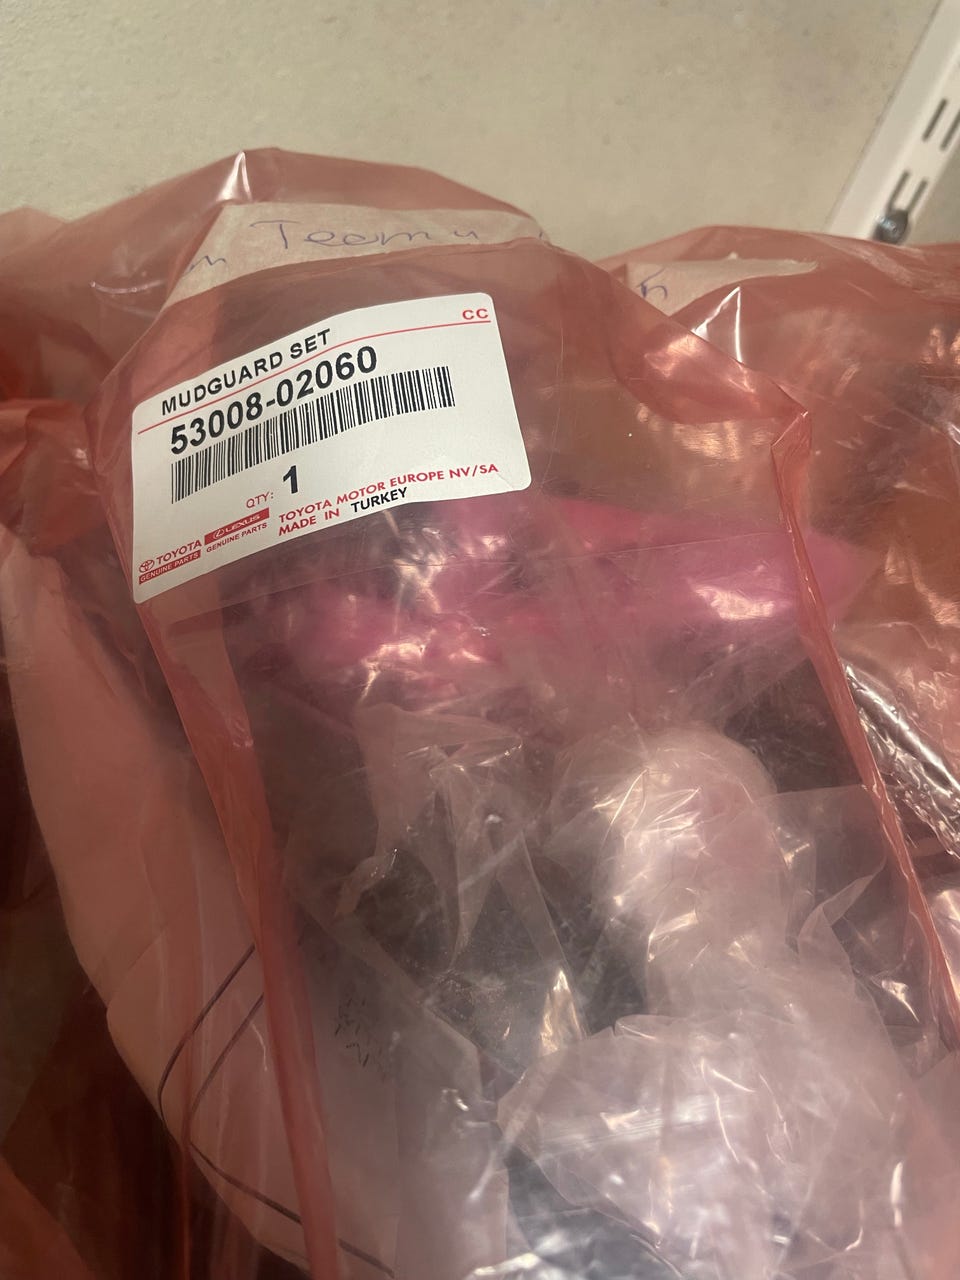 Team
CC
MUDGUARD SET
53008-02060
QTY: 1
TOYOTA MOTOR EUROPE NV/SA
MADE IN TURKEY
TOYOTA
GENUINE PARTS
LEXUS
GENUINE PARTS